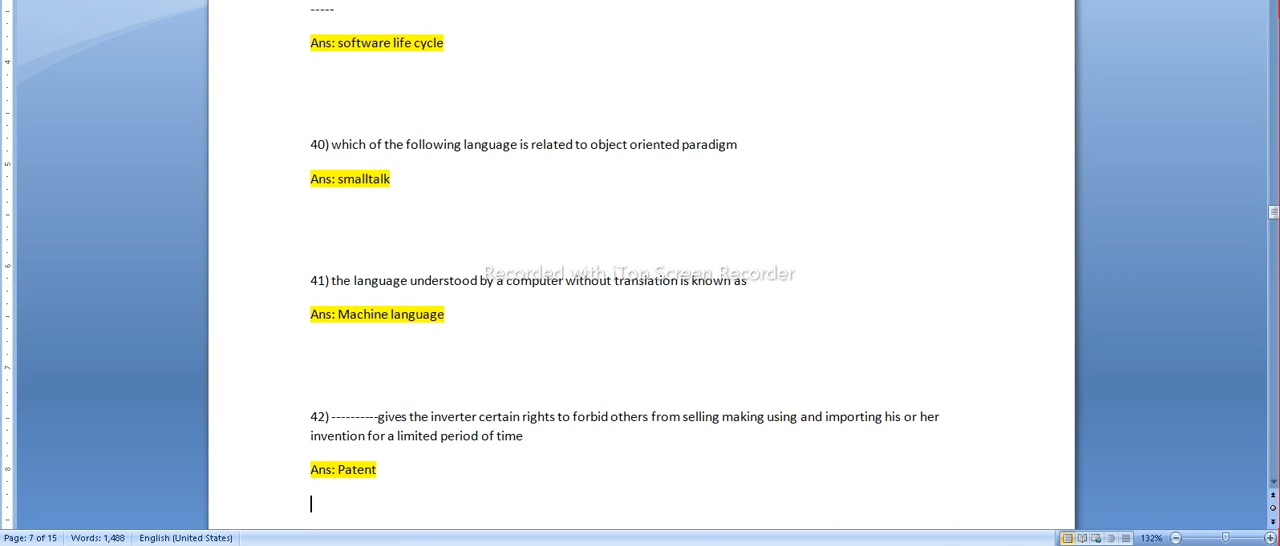 -----
Ans: software life cycle
40) which of the following language is related to object oriented paradigm
Ans: smalltalk
Recorded with iTop Screen Recorder
41) the language understood by a computer without translation is known as
Ans: Machine language
42) ----------gives the inverter certain rights to forbid others from selling making using and importing his or her
invention for a limited period of time
Ans: Patent
Page: 7 of 15 Words: 1,488 English (United States) 132%